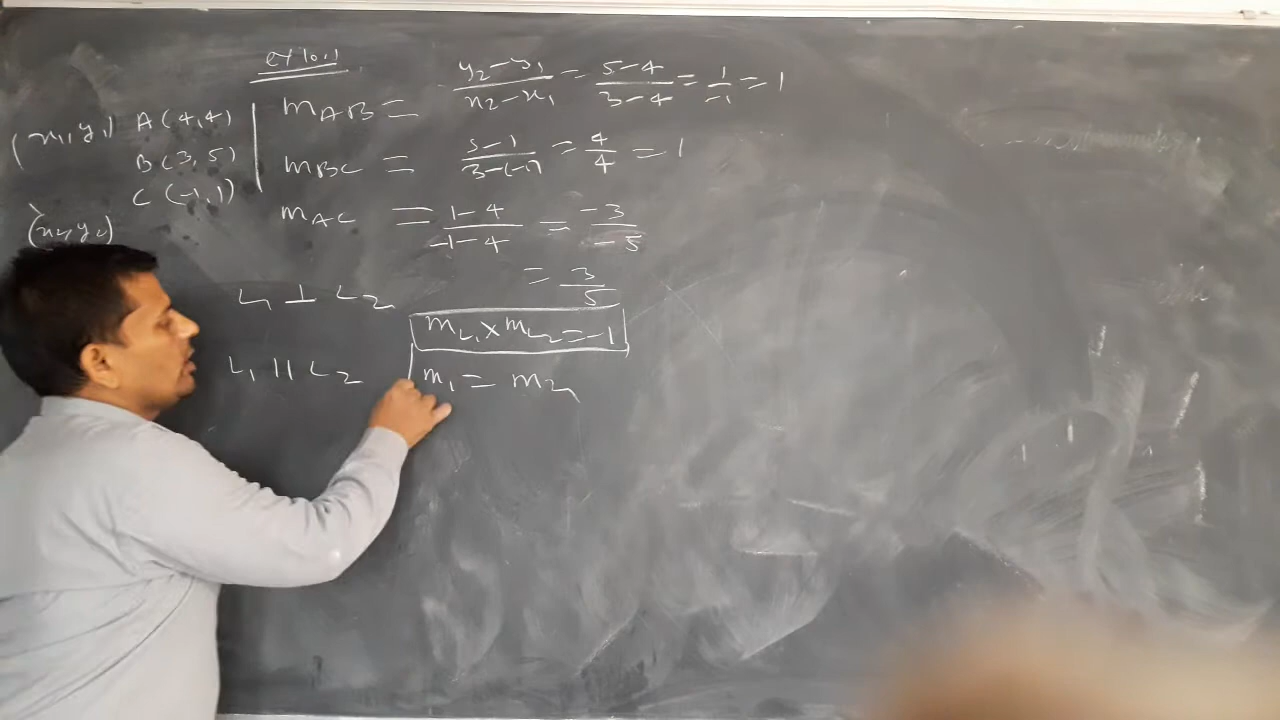 ex 10.1
m_AB = (y₂-y₁)/(x₂-x₁) = (5-4)/(3-4) = 1/-1 = 1
(x₁, y₁) A(4,4)
B(3,5)
m_BC = (5-1)/(3-(-1)) = 4/4 = 1
C(-1,1)
m_AC = (1-4)/(-1-4) = -3/-5
(x₂, y₂)
= 3/5
L₁ ⊥ L₂
m_L₁ × m_L₂ = -1
L₁ || L₂ m₁ = m₂